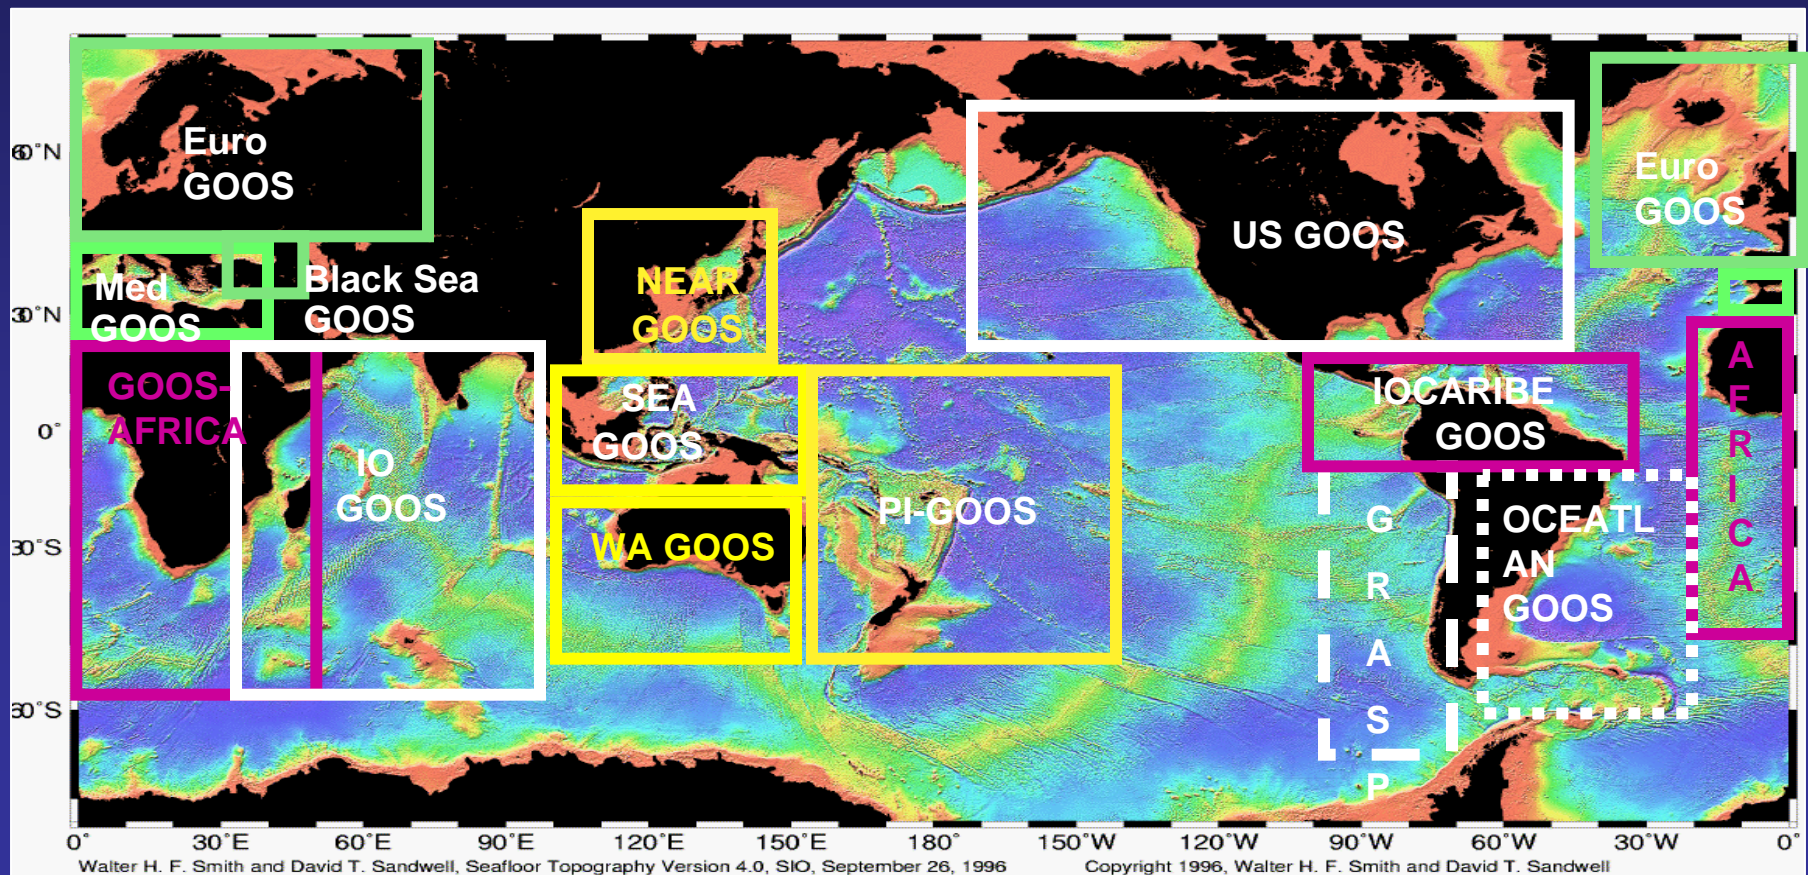 Euro
GOOS
Med
GOOS
Black Sea
GOOS
GOOS-
AFRICA
IO
GOOS
NEAR
GOOS
SEA
GOOS
WA GOOS
PI-GOOS
US GOOS
Euro
GOOS
IOCARIBE
GOOS
G
R
A
S
P
OCEATL
AN
GOOS
A
F
R
I
C
A
60°N
30°N
0°
30°S
60°S
0° 30°E 60°E 90°E 120°E 150°E 180° 150°W 120°W 90°W 60°W 30°W 0°
Walter H. F. Smith and David T. Sandwell, Seafloor Topography Version 4.0, SIO, September 26, 1996 Copyright 1996, Walter H. F. Smith and David T. Sandwell